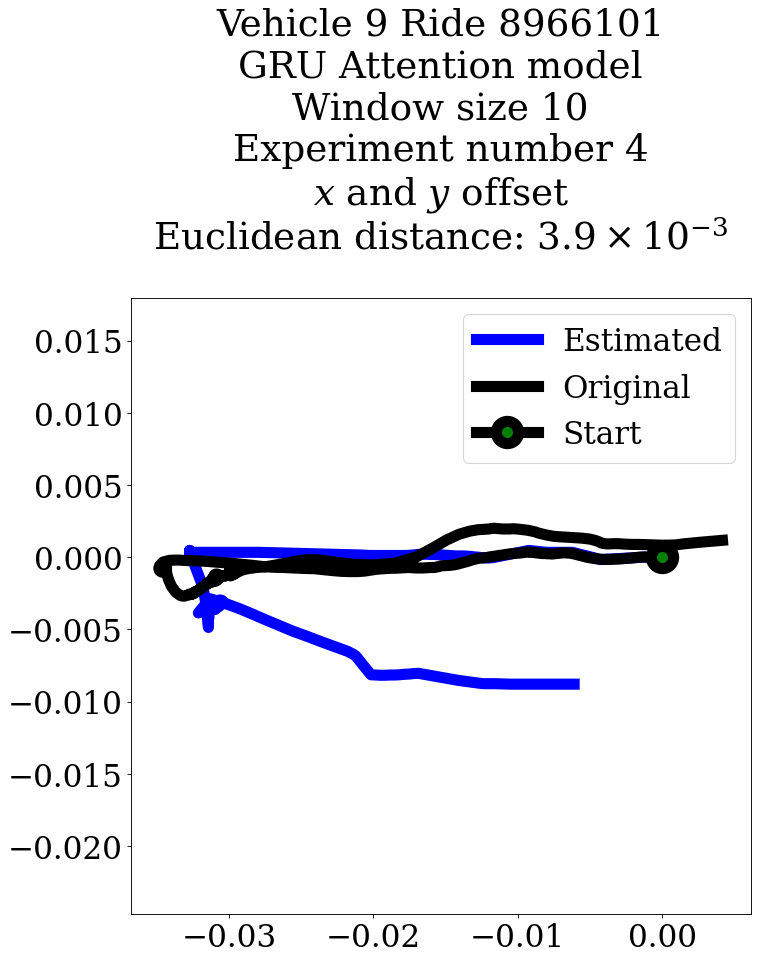 Vehicle 9 Ride 8966101
GRU Attention model
Window size 10
Experiment number 4
x and y offset
Euclidean distance: 3.9 × 10⁻³
Estimated
Original
Start
0.015
0.010
0.005
0.000
−0.005
−0.010
−0.015
−0.020
−0.03 −0.02 −0.01 0.00